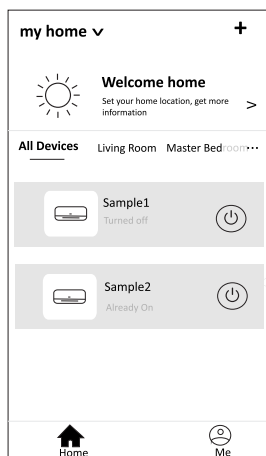 my home
Welcome home
Set your home location, get more
information
All Devices Living Room Master Bedroom ...
Sample1
Turned off
Sample2
Already On
Home Me